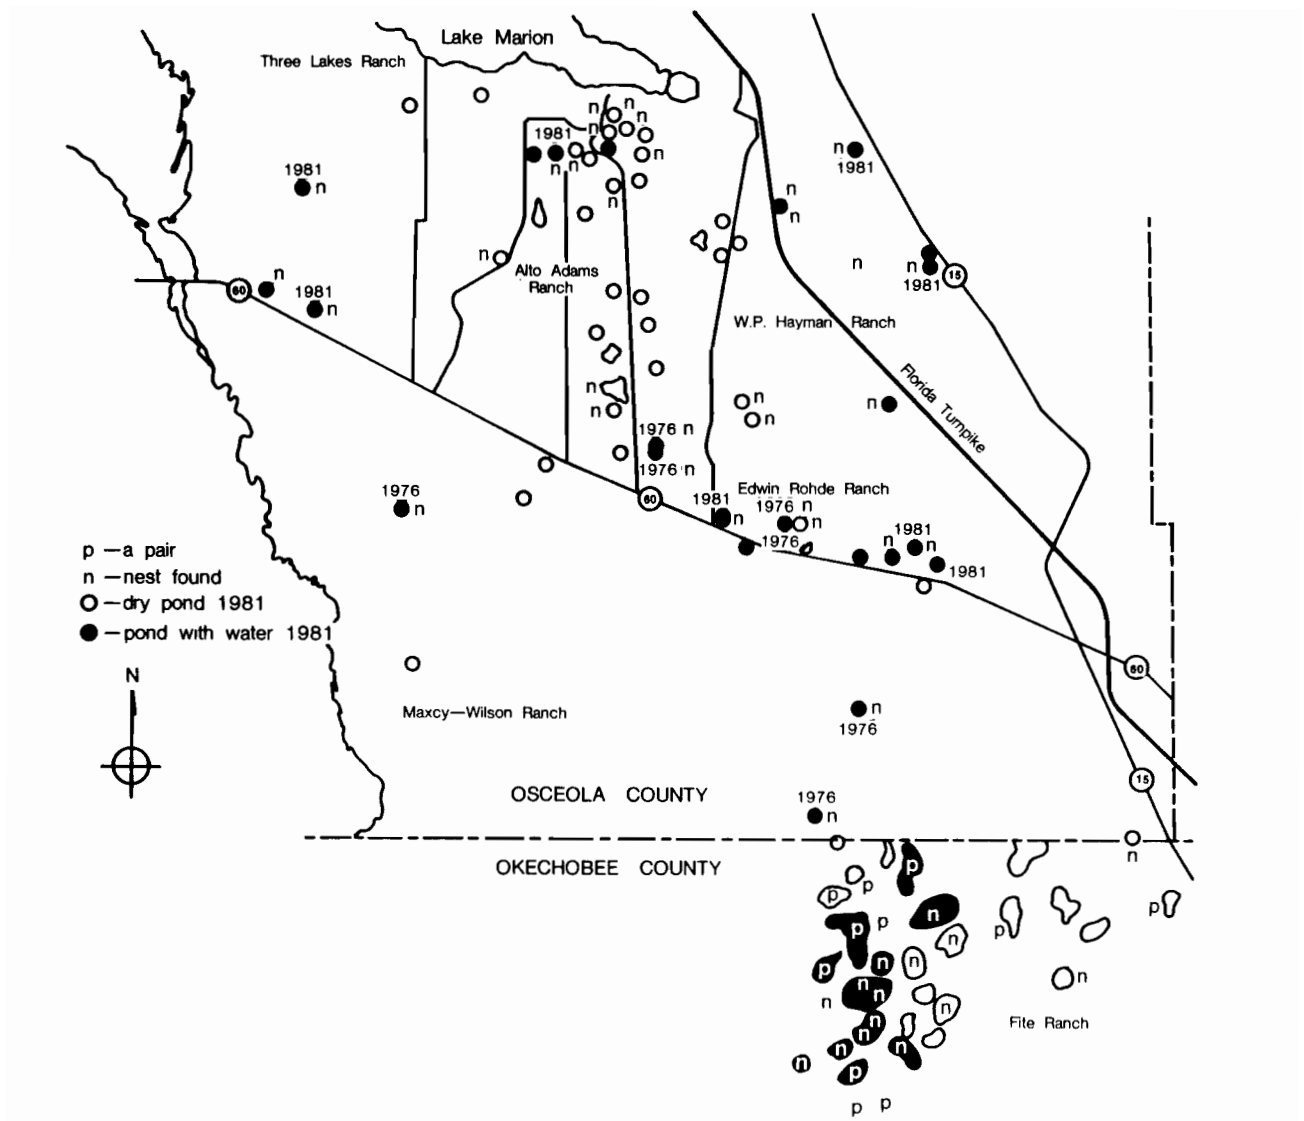 Lake Marion
Three Lakes Ranch
n
n
n
n
1981
n
n
n
n
1981
1981
n
n
n
n
n
n
Alto Adams
Ranch
n
n
15
1981
n
60
1981
n
W.P. Hayman Ranch
Florida Turnpike
n
n
n
n
n
1976 n
1976 n
1976
n
60
Edwin Rohde Ranch
1981
n
1976 n
n
1976
1981
n
n
1981
p — a pair
n — nest found
— dry pond 1981
— pond with water 1981
N
60
Maxcy—Wilson Ranch
n
1976
15
OSCEOLA COUNTY
1976
n
n
OKECHOBEE COUNTY
p
p
p
p
n
p
p
p
n
p
n
n
n
n
n
n
n
n
Fite Ranch
n
n
n
n
n
p
p
p